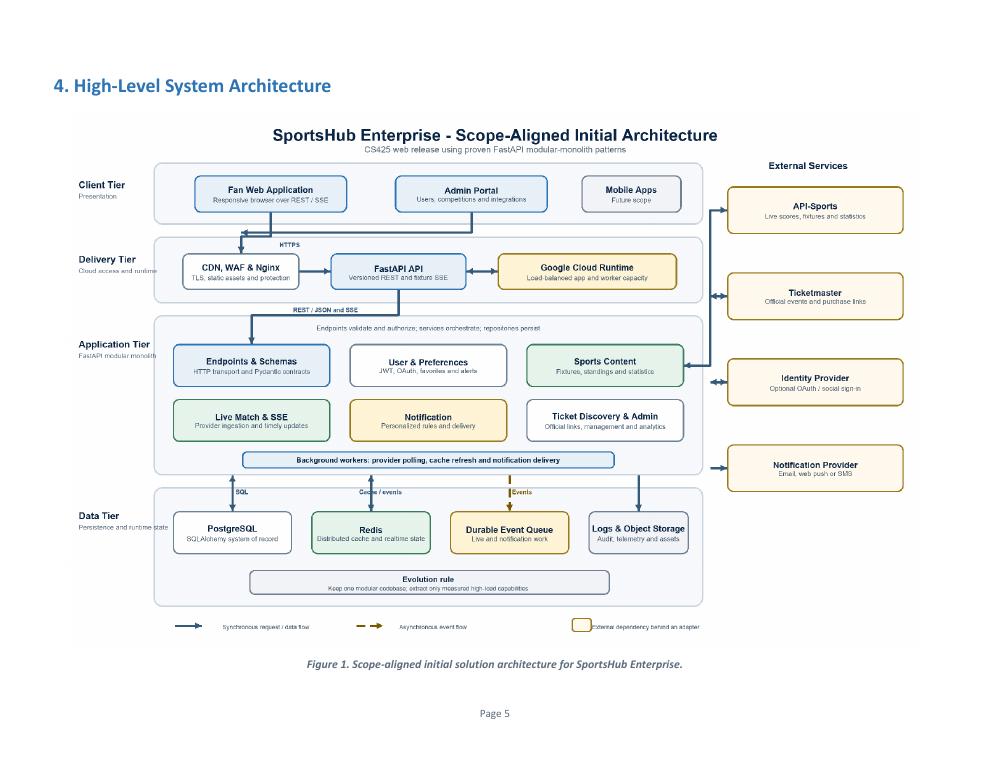 4. High-Level System Architecture
SportsHub Enterprise - Scope-Aligned Initial Architecture
CS425 web release using proven FastAPI modular-monolith patterns
External Services
Client Tier
Presentation
Fan Web Application
Responsive browser over REST / SSE
Admin Portal
Users, competitions and integrations
Mobile Apps
Future scope
API-Sports
Live scores, fixtures and statistics
HTTPS
Delivery Tier
Cloud access and runtime
CDN, WAF & Nginx
TLS, static assets and protection
FastAPI API
Versioned REST and fixture SSE
Google Cloud Runtime
Load-balanced app and worker capacity
Ticketmaster
Official events and purchase links
REST / JSON and SSE
Endpoints validate and authorize; services orchestrate; repositories persist
Application Tier
FastAPI modular monolith
Endpoints & Schemas
HTTP transport and Pydantic contracts
User & Preferences
JWT, OAuth, favorites and alerts
Sports Content
Fixtures, standings and statistics
Identity Provider
Optional OAuth / social sign-in
Live Match & SSE
Provider ingestion and timely updates
Notification
Personalized rules and delivery
Ticket Discovery & Admin
Official links, management and analytics
Background workers: provider polling, cache refresh and notification delivery
Notification Provider
Email, web push or SMS
SQL
Cache / events
Events
Data Tier
Persistence and runtime state
PostgreSQL
SQLAlchemy system of record
Redis
Distributed cache and realtime state
Durable Event Queue
Live and notification work
Logs & Object Storage
Audit, telemetry and assets
Evolution rule
Keep one modular codebase; extract only measured high-load capabilities
Synchronous request / data flow
Asynchronous event flow
External dependency behind an adapter
Figure 1. Scope-aligned initial solution architecture for SportsHub Enterprise.
Page 5